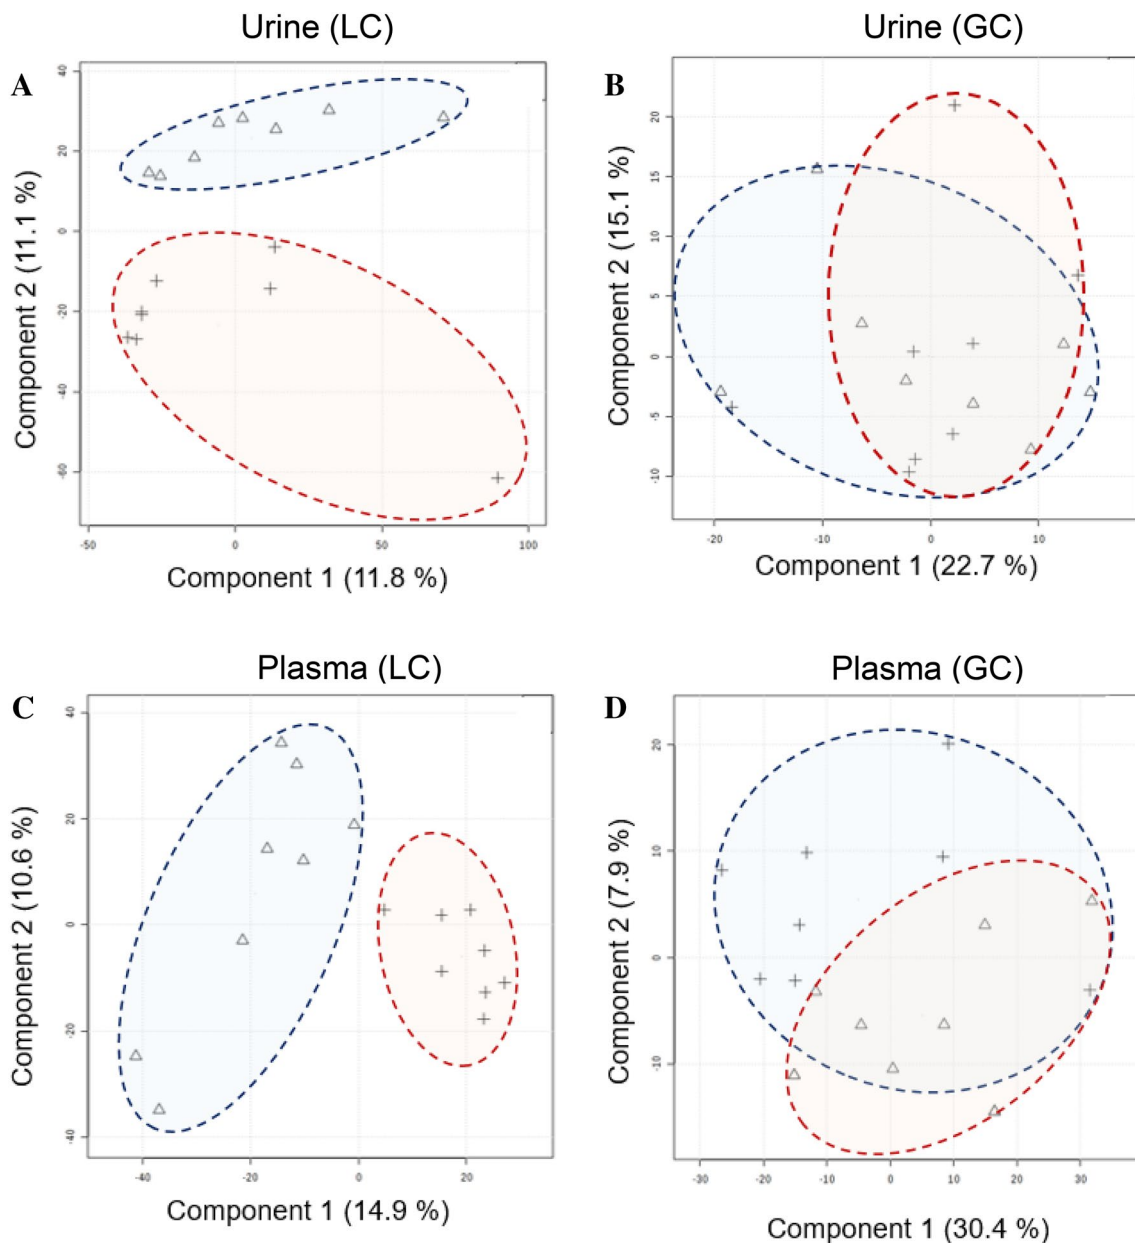 Urine (LC)
A
40
20
0
-20
-40
-60
Component 2 (11.1 %)
-50
0
50
100
Component 1 (11.8 %)
Urine (GC)
B
20
15
10
5
0
-5
-10
Component 2 (15.1 %)
-20
-10
0
10
Component 1 (22.7 %)
Plasma (LC)
C
40
20
0
-20
-40
Component 2 (10.6 %)
-40
-20
0
20
Component 1 (14.9 %)
Plasma (GC)
D
20
10
0
-10
Component 2 (7.9 %)
-30
-20
-10
0
10
20
30
Component 1 (30.4 %)